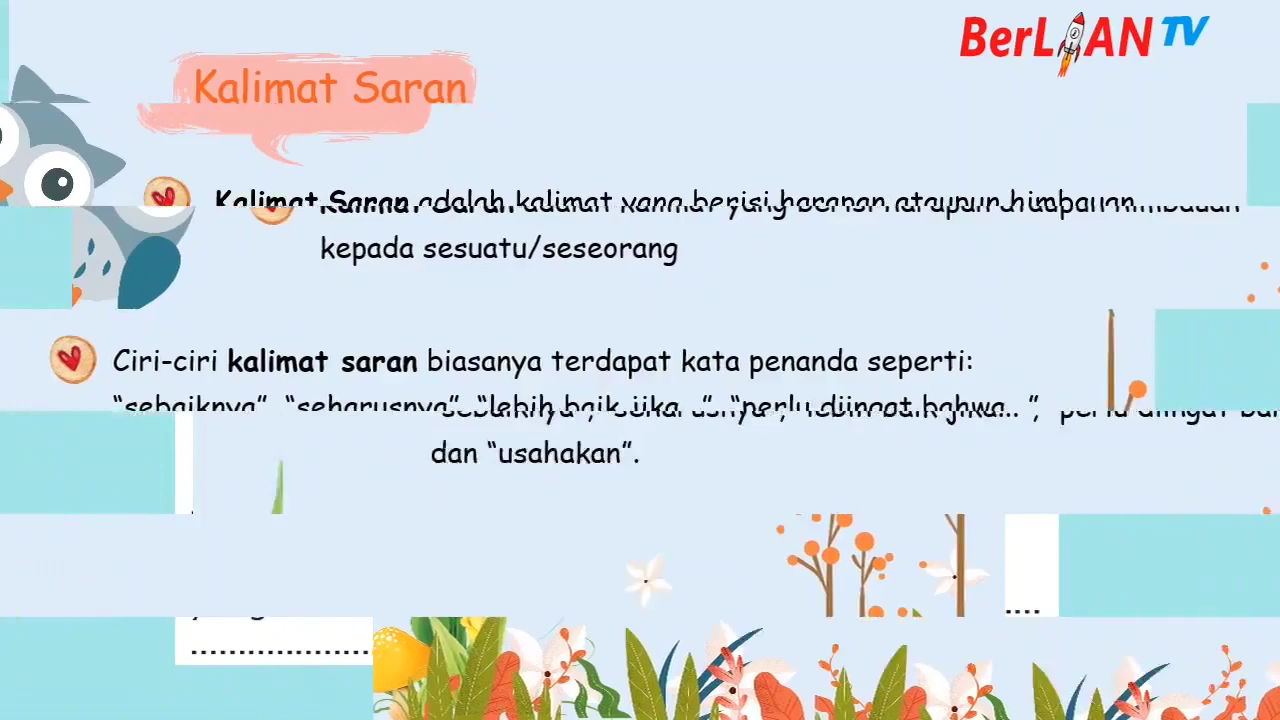 BerLIAN TV
Kalimat Saran
Kalimat Saran adalah kalimat yang berisi harapan ataupun himbauan
kepada sesuatu/seseorang
Ciri-ciri kalimat saran biasanya terdapat kata penanda seperti:
“sebaiknya”, “seharusnya”, “lebih baik jika ..”, “perlu diingat bahwa.. ”,
dan “usahakan”.
....
...................